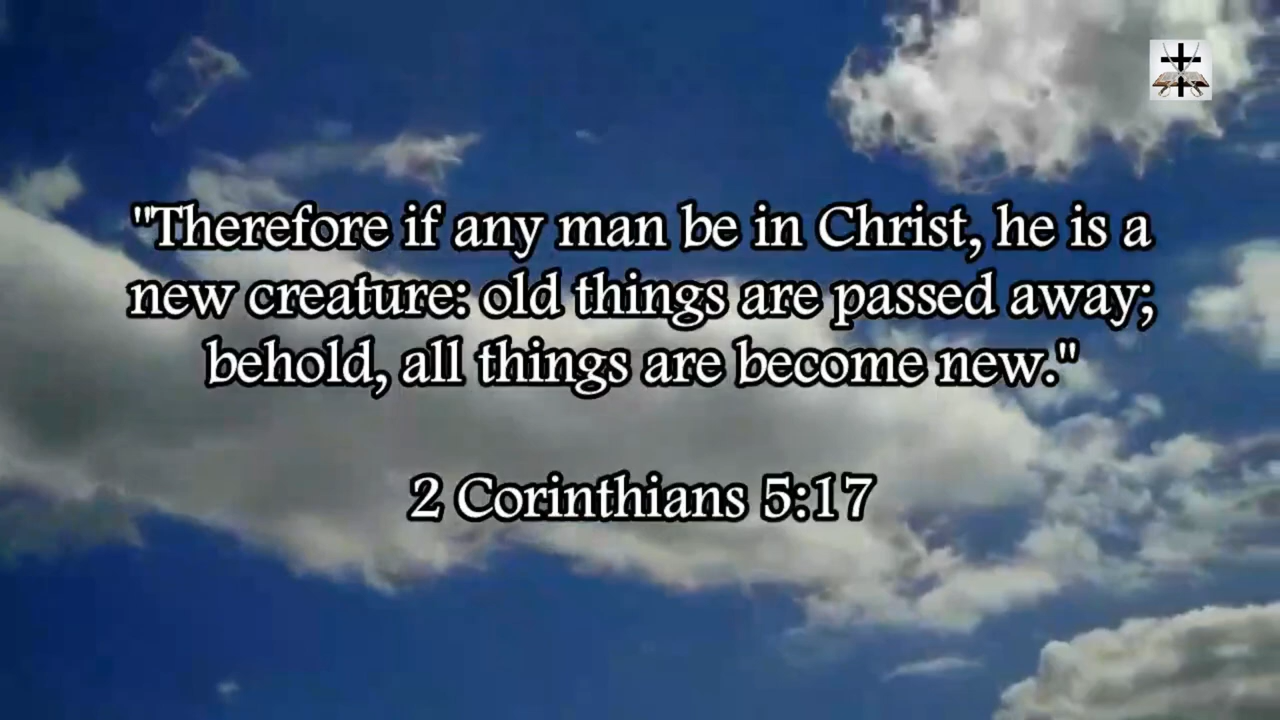 "Therefore if any man be in Christ, he is a
new creature: old things are passed away;
behold, all things are become new."
2 Corinthians 5:17